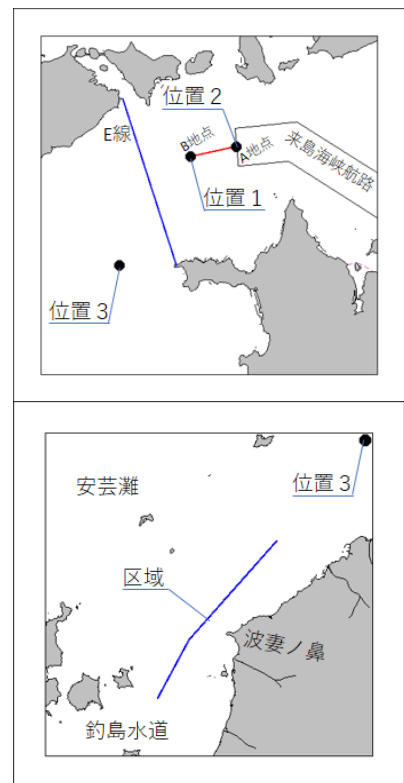 位置２
E線
B地点
A地点
来島海峡航路
位置１
位置３
安芸灘
位置３
区域
波妻ノ鼻
釣島水道